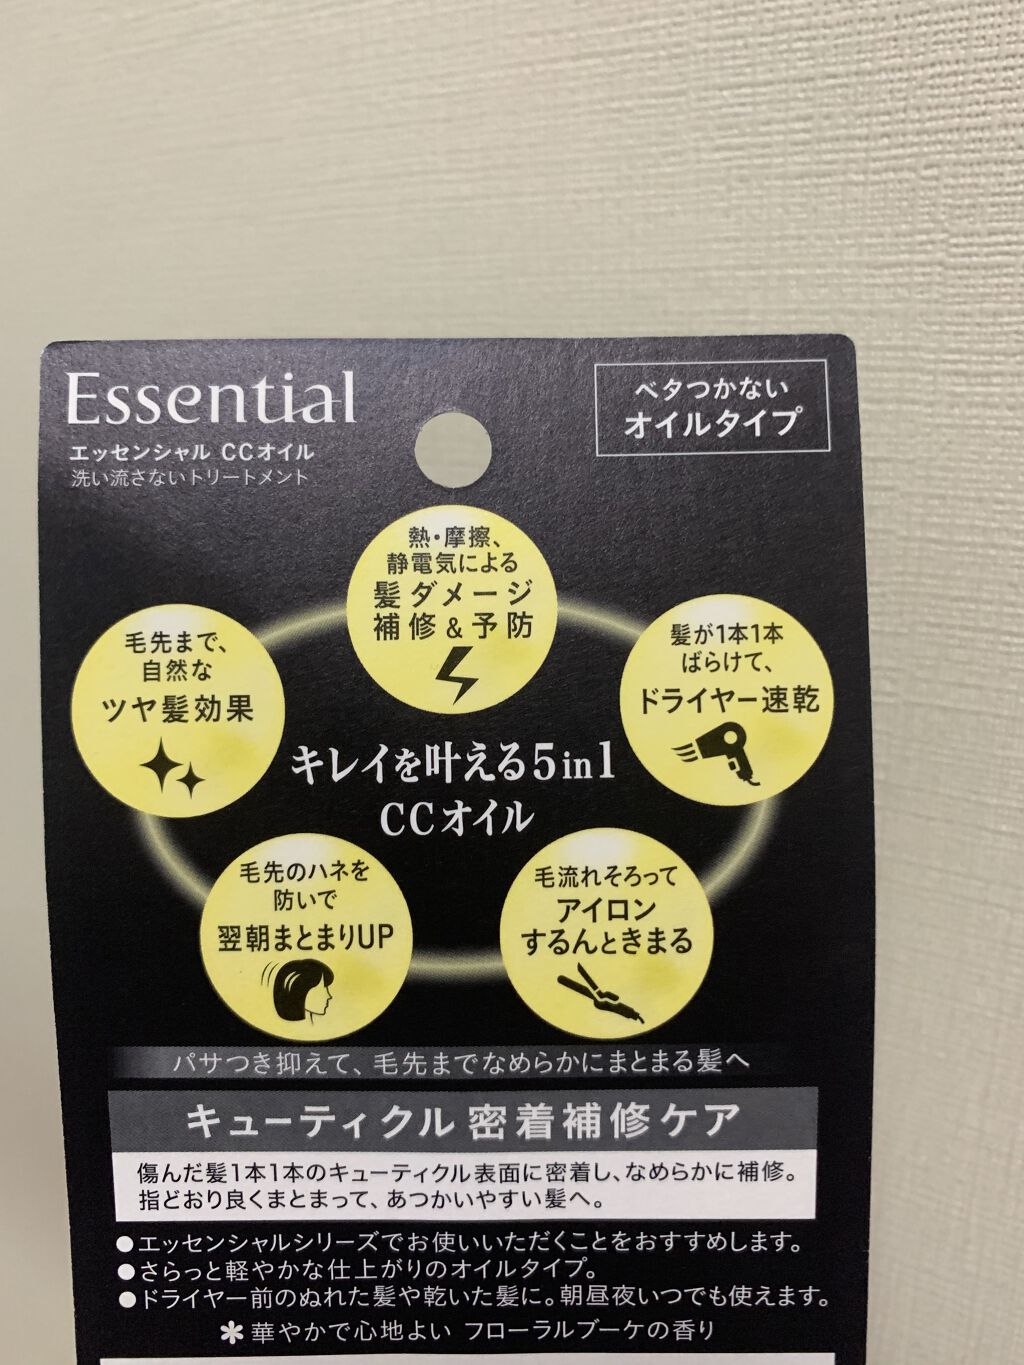 Essential
エッセンシャル CCオイル
洗い流さないトリートメント
ベタつかない
オイルタイプ
熱・摩擦、
静電気による
髪ダメージ
補修&予防
毛先まで、
自然な
ツヤ髪効果
髪が1本1本
ばらけて、
ドライヤー速乾
キレイを叶える5in1
CCオイル
毛先のハネを
防いで
翌朝まとまりUP
毛流れそろって
アイロン
するんときまる
パサつき抑えて、毛先までなめらかにまとまる髪へ
キューティクル 密着補修ケア
傷んだ髪1本1本のキューティクル表面に密着し、なめらかに補修。
指どおり良くまとまって、あつかいやすい髪へ。
●エッセンシャルシリーズでお使いいただくことをおすすめします。
●さらっと軽やかな仕上がりのオイルタイプ。
●ドライヤー前のぬれた髪や乾いた髪に。朝昼夜いつでも使えます。
＊華やかで心地よい フローラルブーケの香り